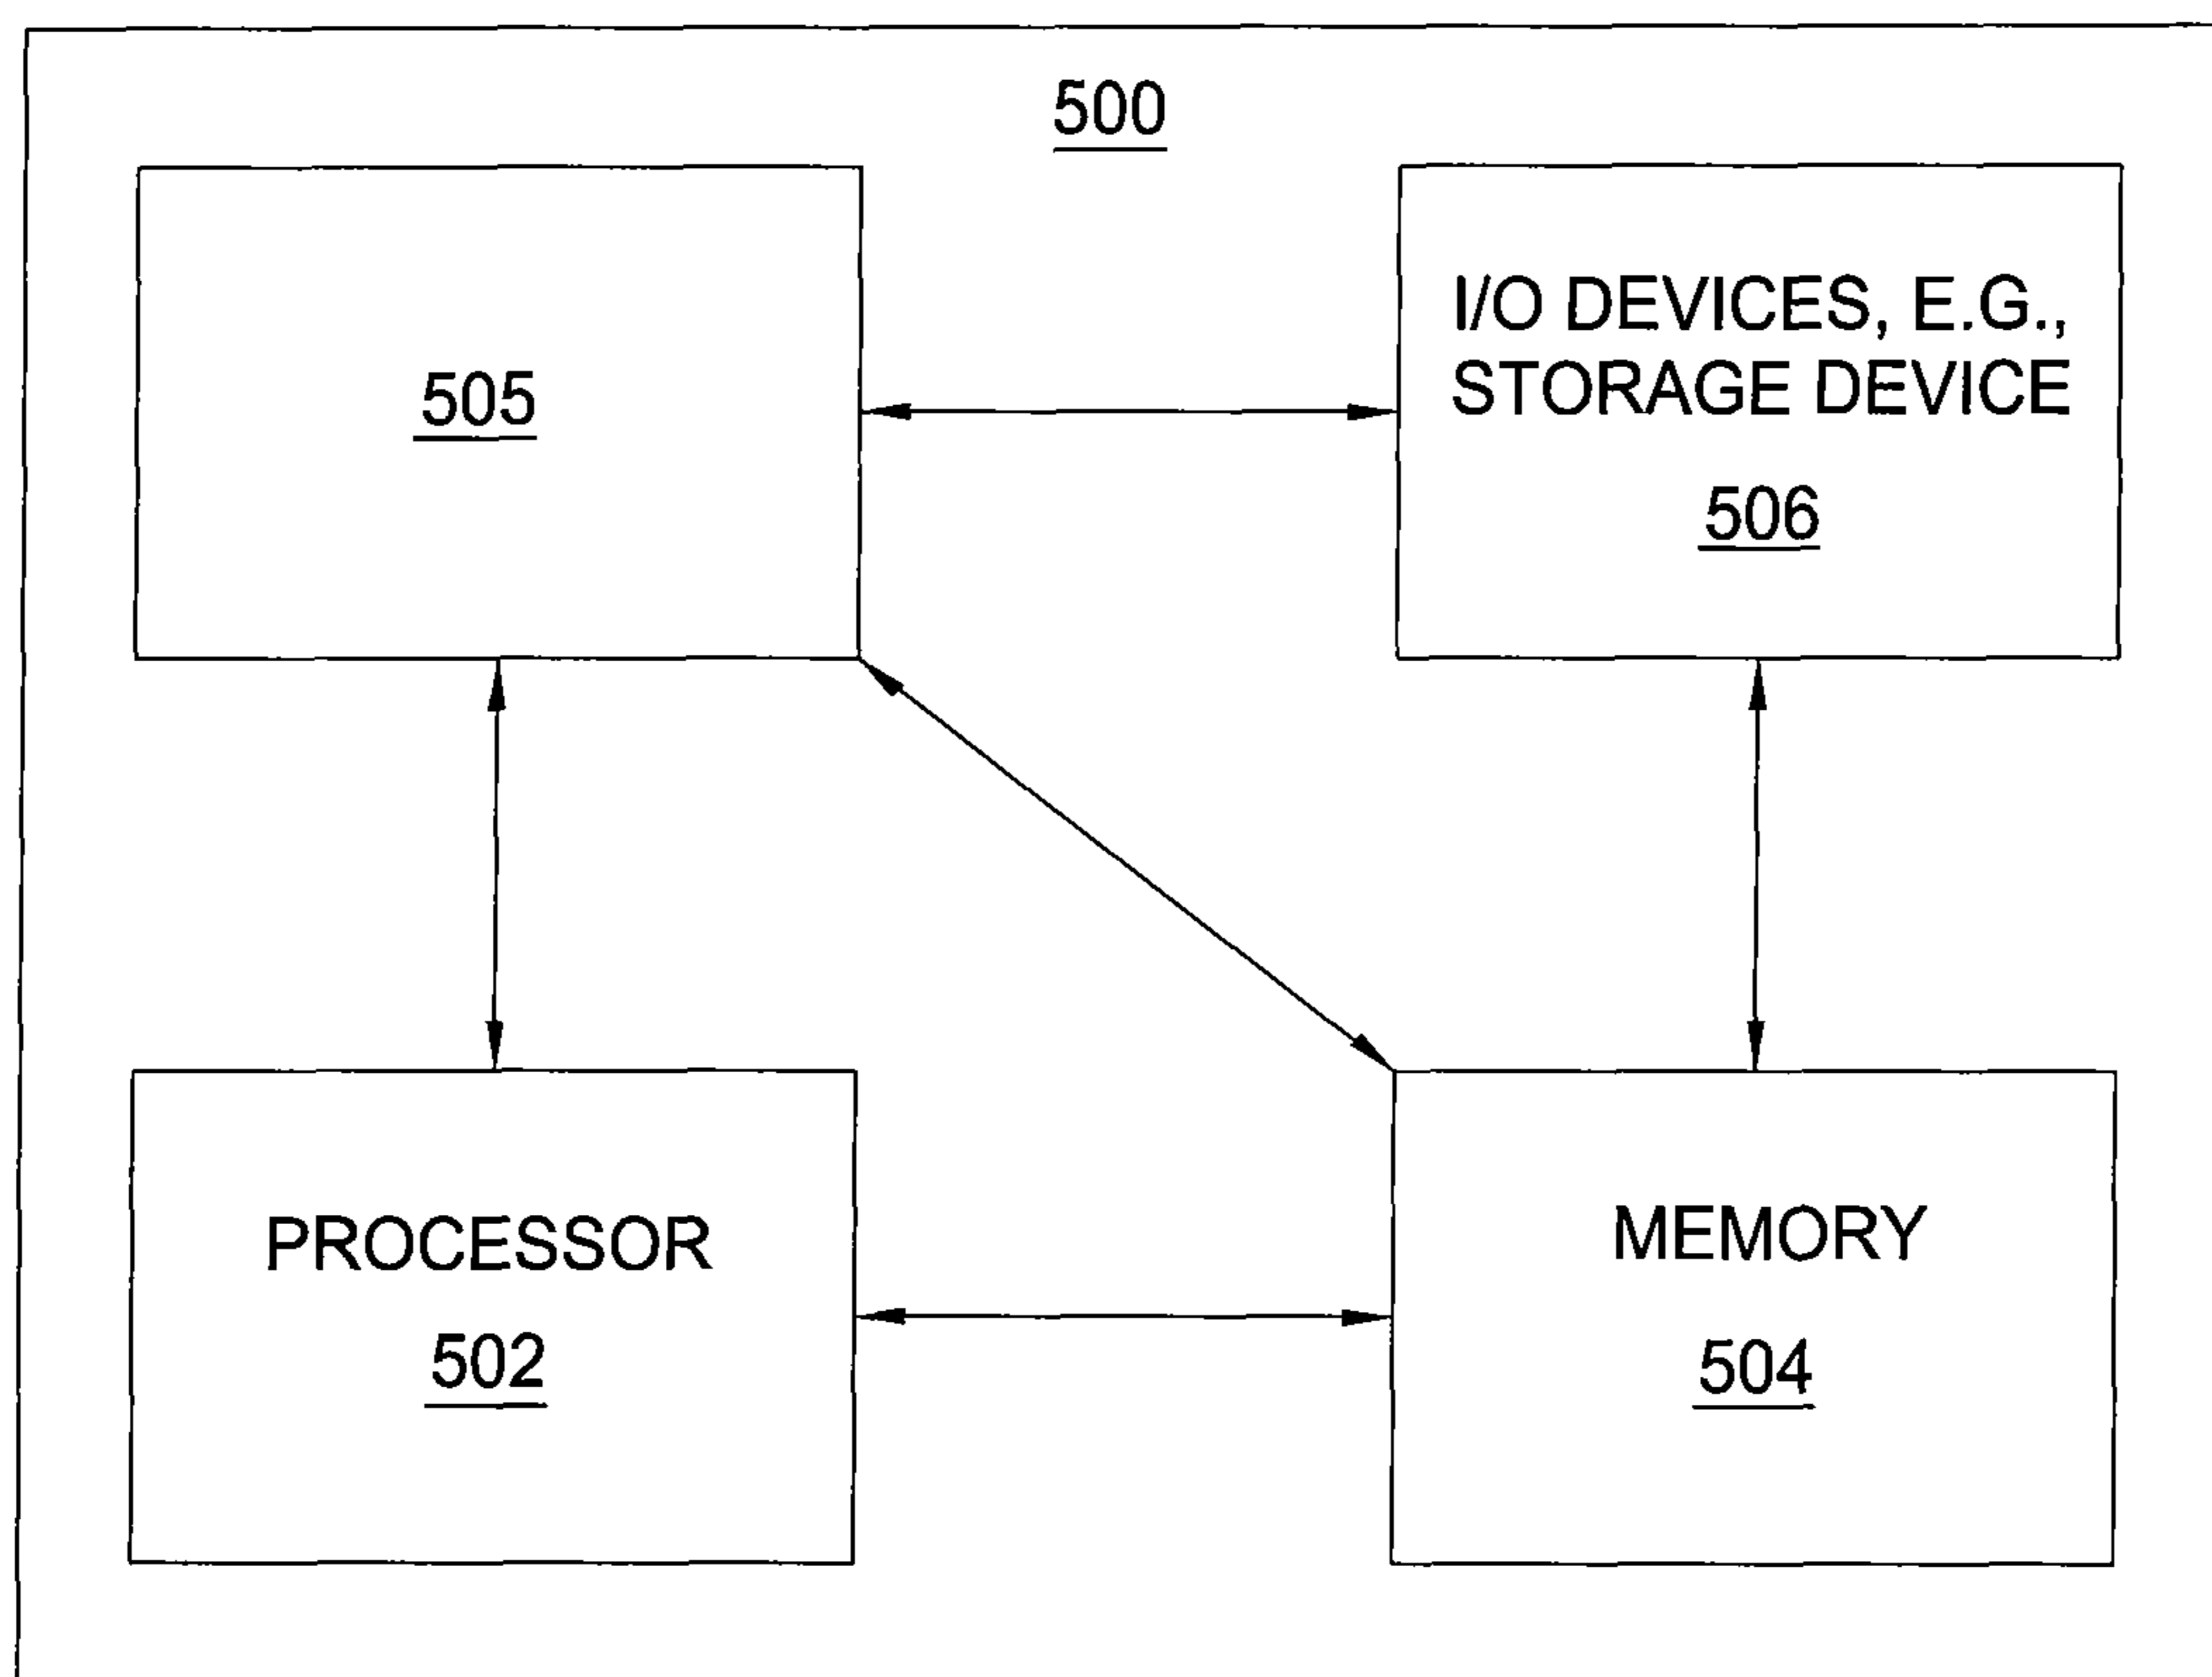 500
505
I/O DEVICES, E.G.,
STORAGE DEVICE
506
PROCESSOR
502
MEMORY
504